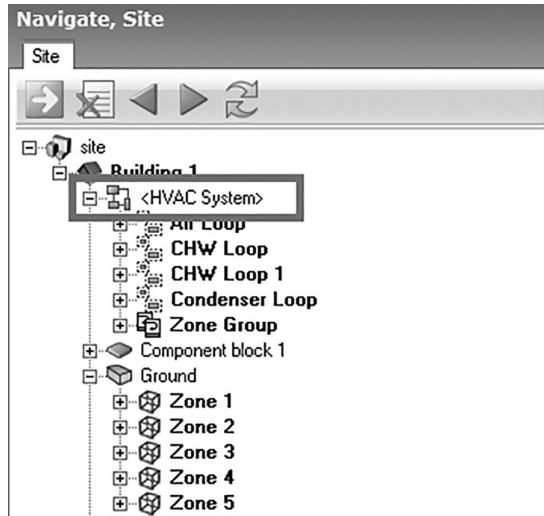 Navigate, Site
Site
site
Building 1
<HVAC System>
Air Loop
CHW Loop
CHW Loop 1
Condenser Loop
Zone Group
Component block 1
Ground
Zone 1
Zone 2
Zone 3
Zone 4
Zone 5